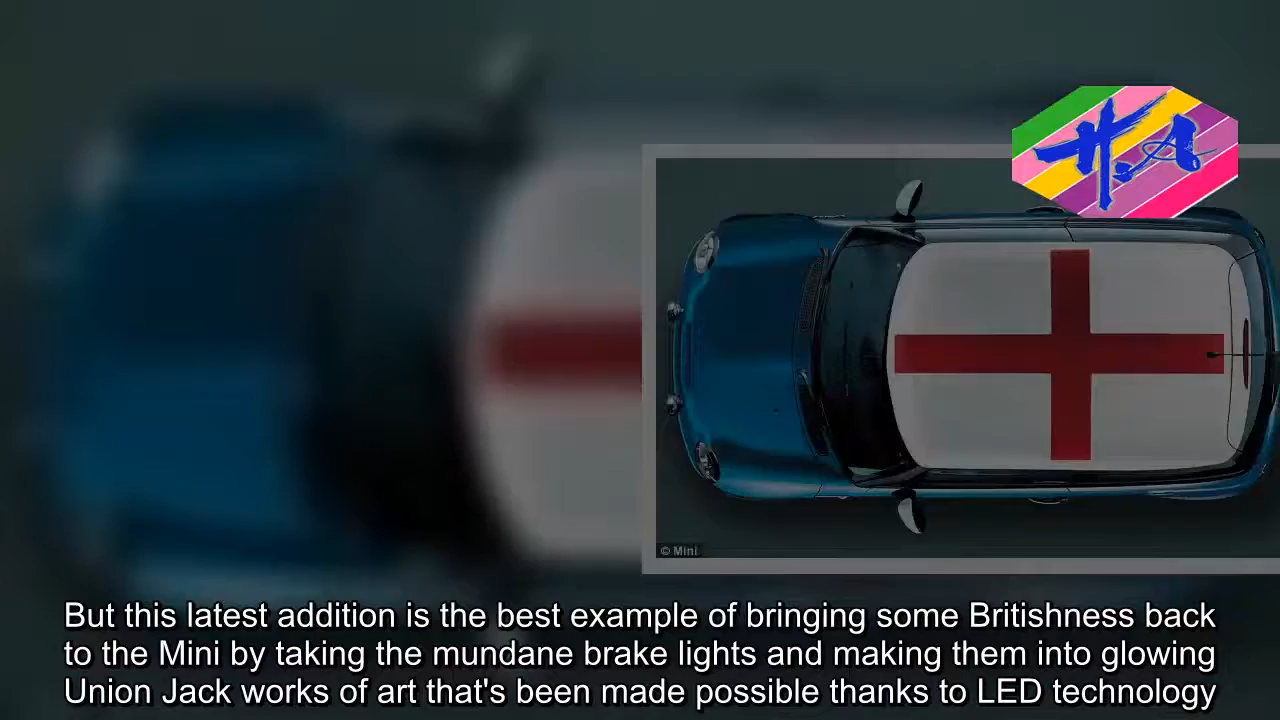 H.A
© Mini
But this latest addition is the best example of bringing some Britishness back
to the Mini by taking the mundane brake lights and making them into glowing
Union Jack works of art that's been made possible thanks to LED technology